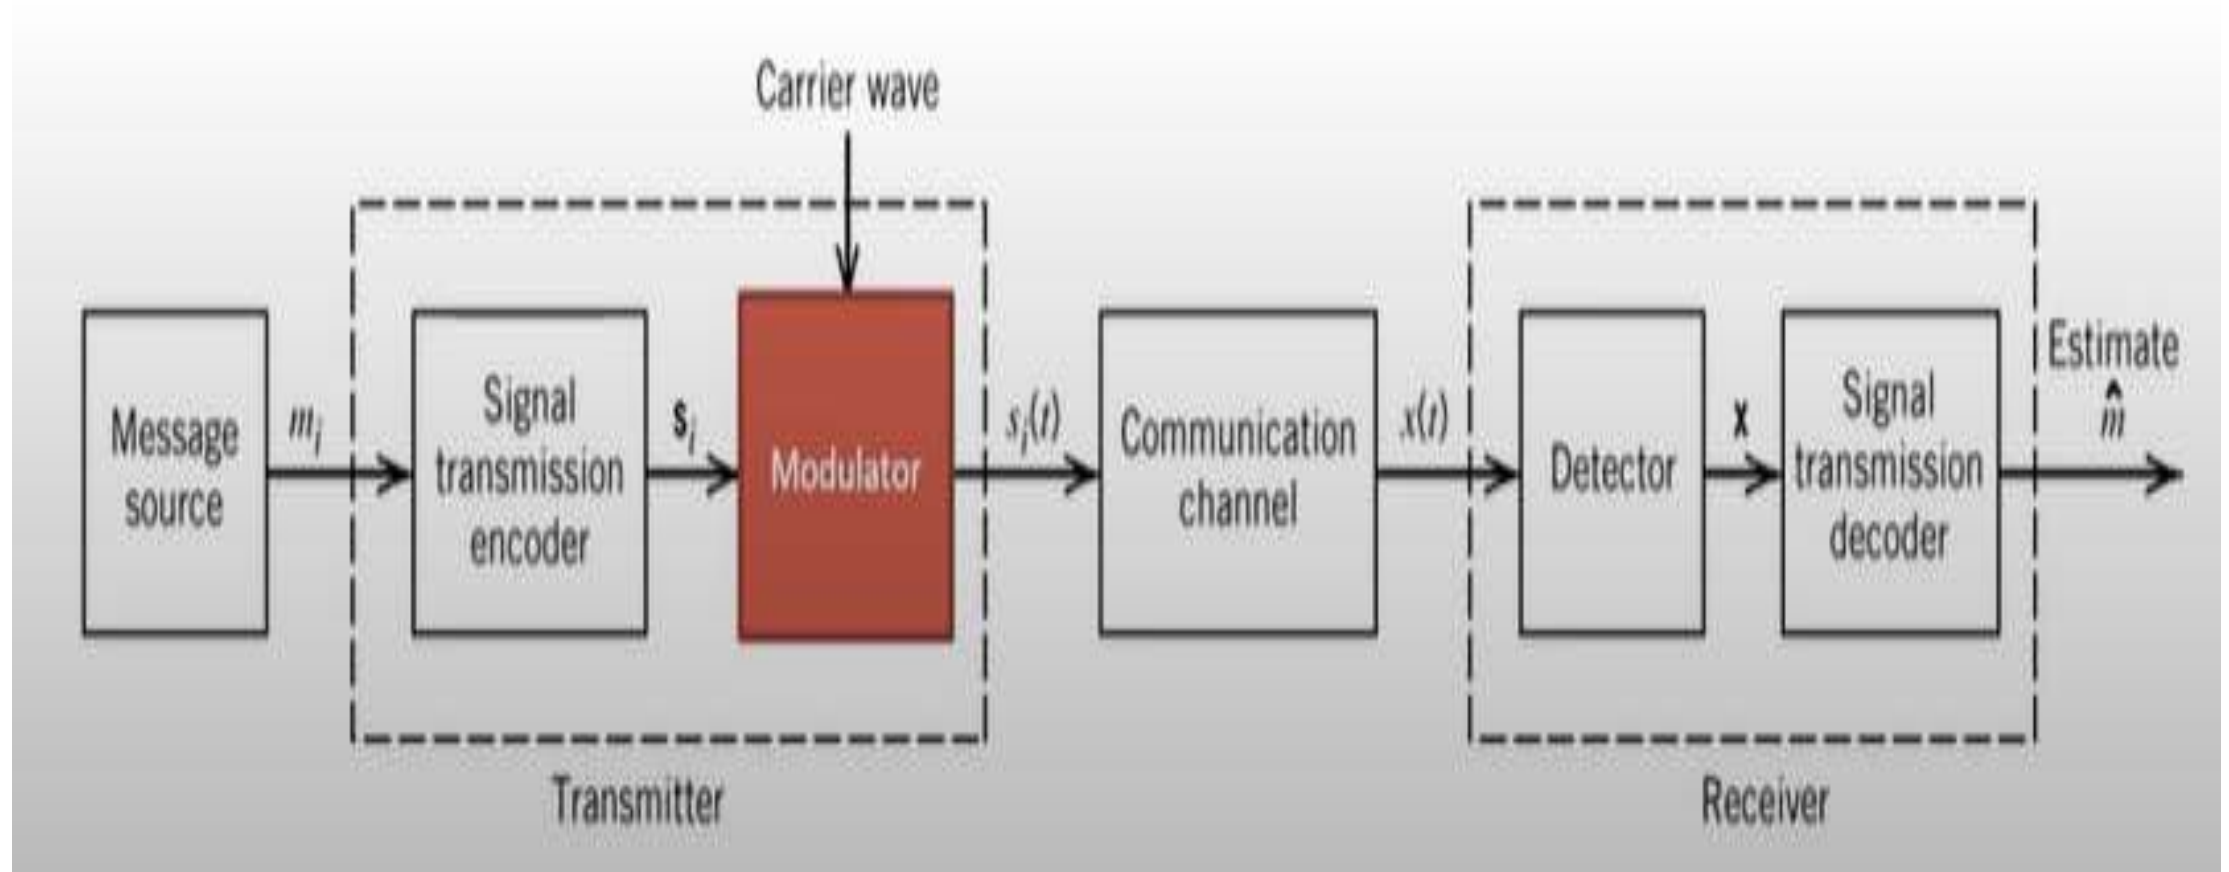 Carrier wave
Message
source
m_i
Signal
transmission
encoder
s_i
Modulator
s_i(t)
Communication
channel
x(t)
Detector
x
Signal
transmission
decoder
Estimate
m̂
Transmitter
Receiver